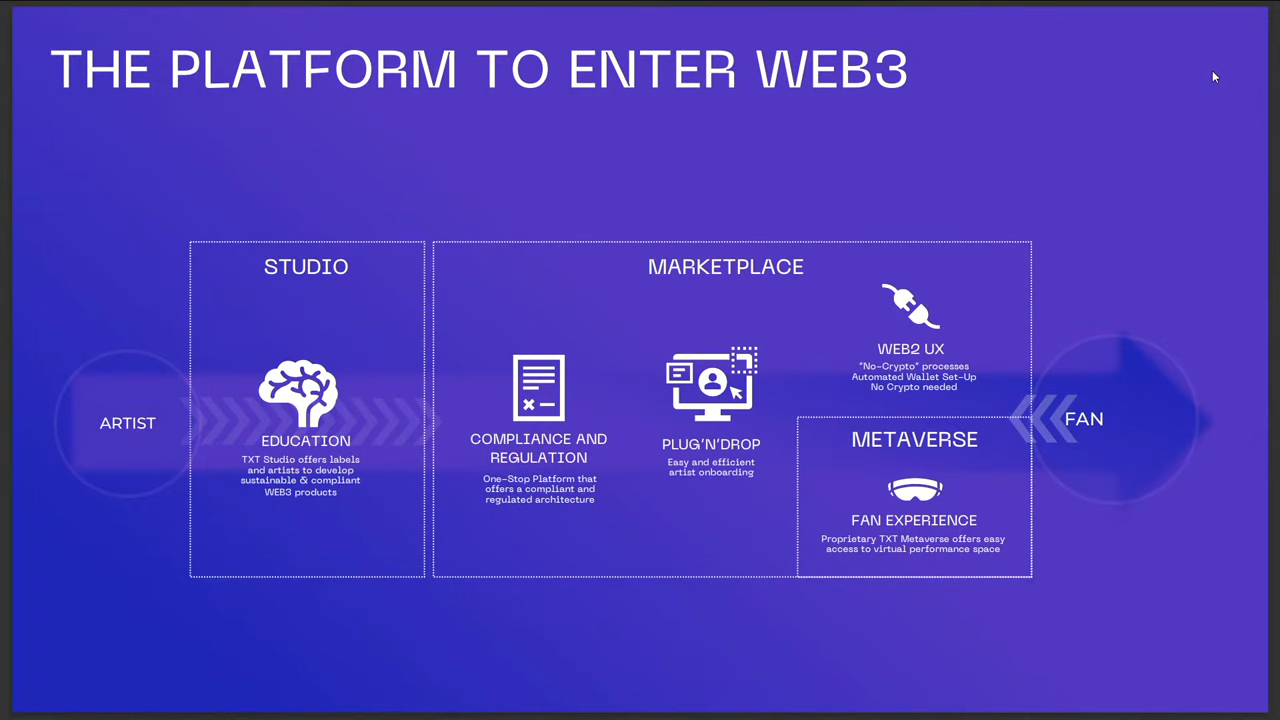 THE PLATFORM TO ENTER WEB3
ARTIST
STUDIO
EDUCATION
TXT Studio offers labels
and artists to develop
sustainable & compliant
WEB3 products
MARKETPLACE
COMPLIANCE AND
REGULATION
One-Stop Platform that
offers a compliant and
regulated architecture
PLUG'N'DROP
Easy and efficient
artist onboarding
WEB2 UX
"No-Crypto" processes
Automated Wallet Set-Up
No Crypto needed
METAVERSE
FAN EXPERIENCE
Proprietary TXT Metaverse offers easy
access to virtual performance space
FAN